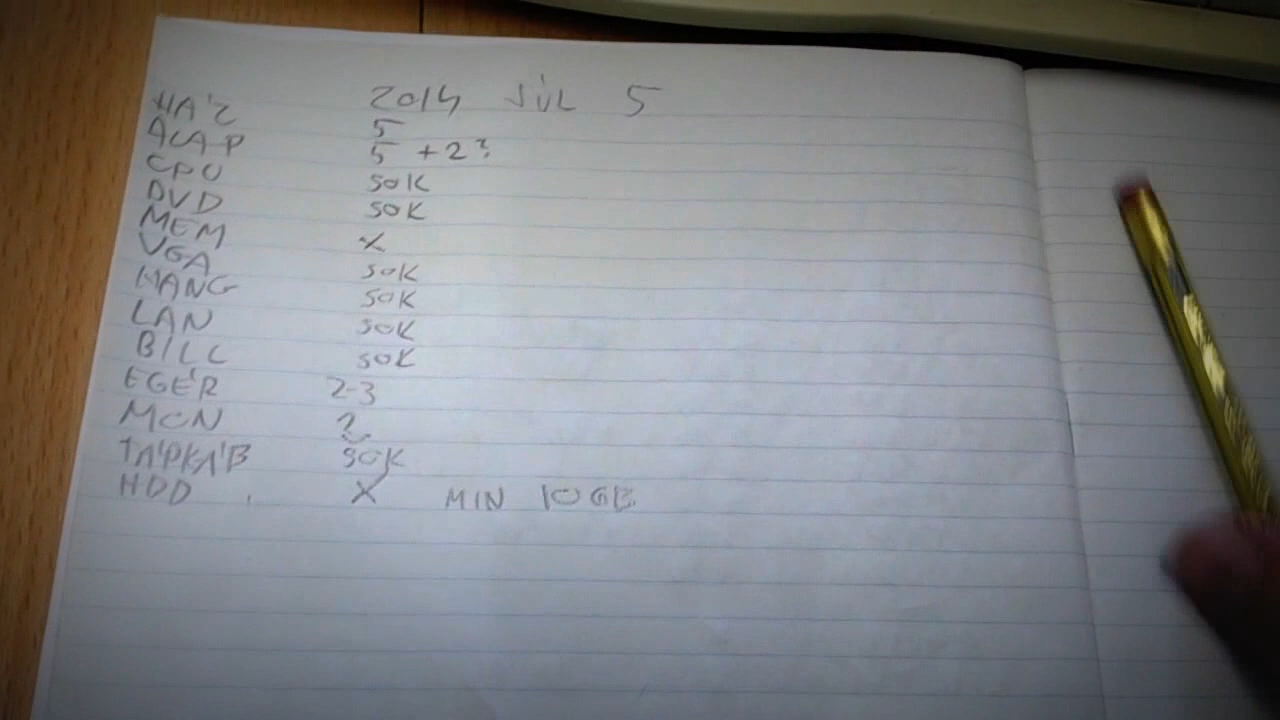 2014 JÚL 5
HÁZ 5
ALAP 5 +2?
CPU SOK
DVD SOK
MEM X
VGA SOK
HANG SOK
LAN SOK
BILL SOK
EGÉR 2-3
MON ?
TÁPKÁB SOK
HDD X MIN 10GB